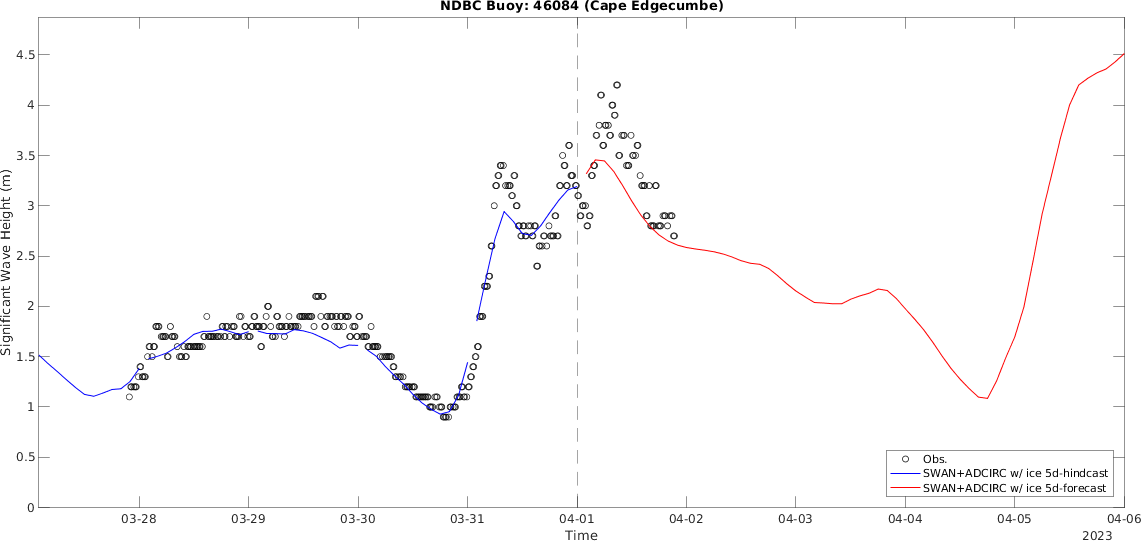 NDBC Buoy: 46084 (Cape Edgecumbe)
Significant Wave Height (m)
4.5
4
3.5
3
2.5
2
1.5
1
0.5
0
Obs.
SWAN+ADCIRC w/ ice 5d-hindcast
SWAN+ADCIRC w/ ice 5d-forecast
03-28 03-29 03-30 03-31 04-01 04-02 04-03 04-04 04-05 04-06
Time
2023